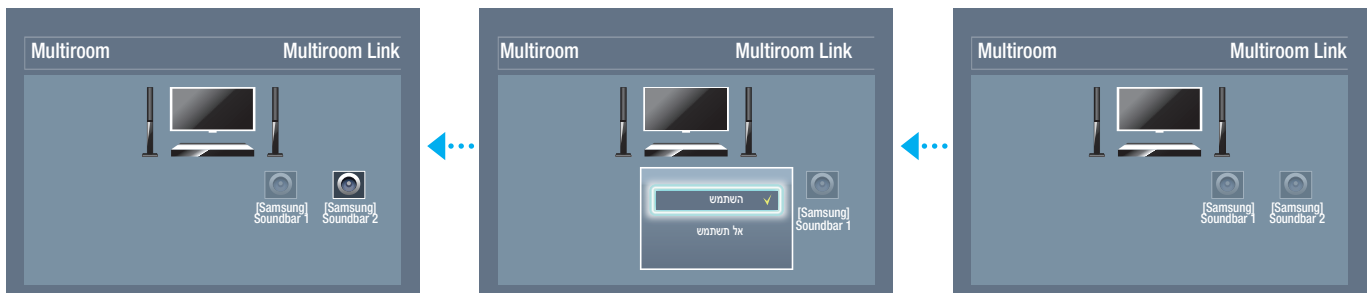 Multiroom
Multiroom Link
[Samsung]
Soundbar 1
[Samsung]
Soundbar 2
Multiroom
Multiroom Link
השתמש
אל תשתמש
[Samsung]
Soundbar 1
Multiroom
Multiroom Link
[Samsung]
Soundbar 1
[Samsung]
Soundbar 2